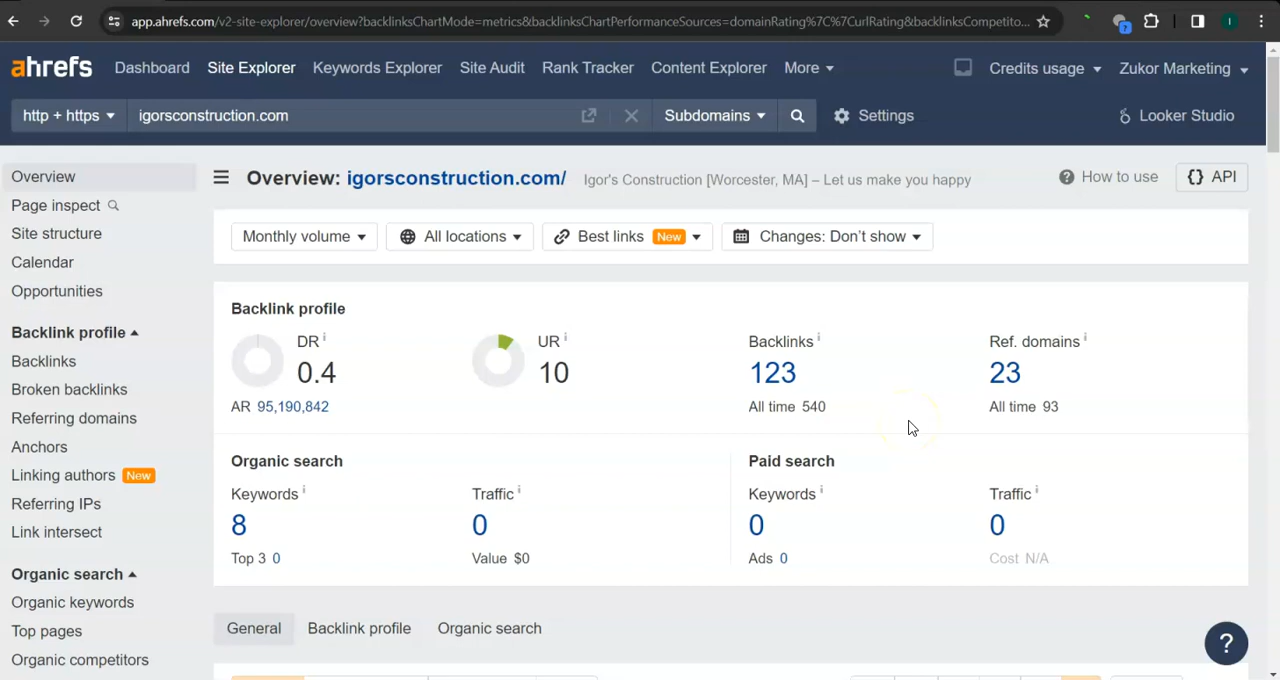 app.ahrefs.com/v2-site-explorer/overview?backlinksChartMode=metrics&backlinksChartPerformanceSources=domainRating%7C%7CurlRating&backlinksCompetito...
ahrefs Dashboard Site Explorer Keywords Explorer Site Audit Rank Tracker Content Explorer More Credits usage Zukor Marketing
http + https igorsconstruction.com Subdomains Settings Looker Studio
Overview
Page inspect
Site structure
Calendar
Opportunities
Backlink profile
Backlinks
Broken backlinks
Referring domains
Anchors
Linking authors New
Referring IPs
Link intersect
Organic search
Organic keywords
Top pages
Organic competitors
Overview: igorsconstruction.com/ Igor's Construction [Worcester, MA] – Let us make you happy ? How to use {} API
Monthly volume All locations Best links New Changes: Don't show
Backlink profile
DR i UR i Backlinks i Ref. domains i
0.4 10 123 23
AR 95,190,842 All time 540 All time 93
Organic search Paid search
Keywords i Traffic i Keywords i Traffic i
8 0 0 0
Top 3 0 Value $0 Ads 0 Cost N/A
General Backlink profile Organic search
?